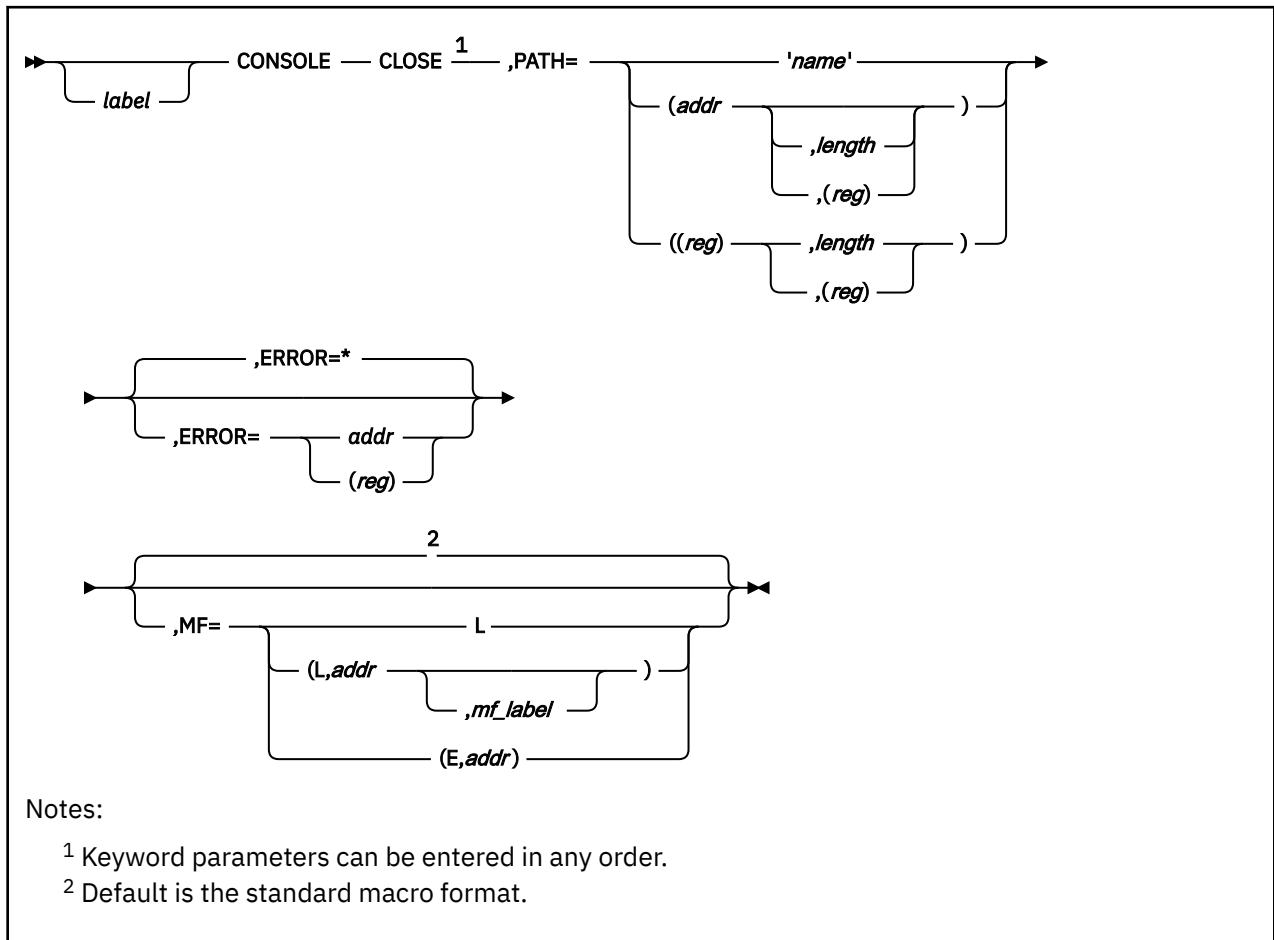 1
CONSOLE CLOSE ,PATH= 'name'
label (addr )
,length
,(reg)
((reg) ,length )
,(reg)
,ERROR=*
,ERROR= addr
(reg)
2
,MF= L
(L,addr )
,mf_label
(E,addr)
Notes:
1 Keyword parameters can be entered in any order.
2 Default is the standard macro format.